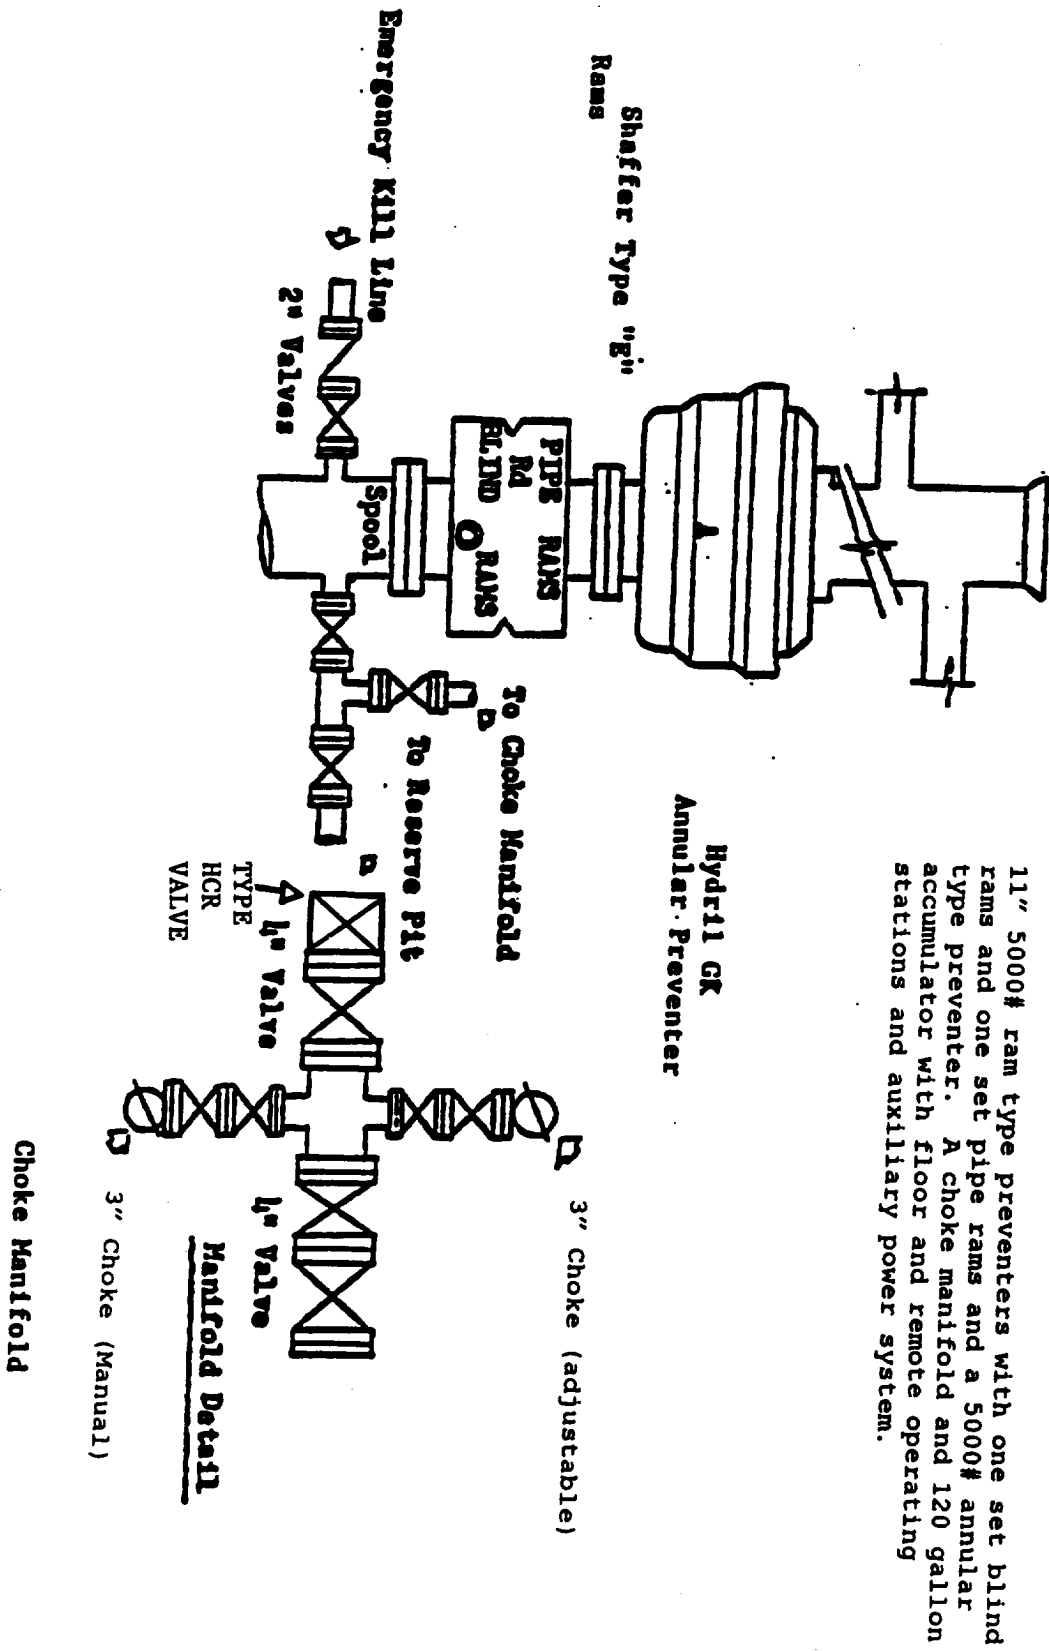 11" 5000# ram type preventers with one set blind
rams and one set pipe rams and a 5000# annular
type preventer. A choke manifold and 120 gallon
accumulator with floor and remote operating
stations and auxiliary power system.
Hydril GK
Annular Preventer
Shaffer Type "E"
Rams
PIPE RAMS
Rd
BLIND RAMS
To Choke Manifold
Spool
To Reserve Pit
Emergency Kill Line
2" Valves
3" Choke (adjustable)
4" Valve
4" Valve
TYPE
HCR
VALVE
Manifold Detail
3" Choke (Manual)
Choke Manifold